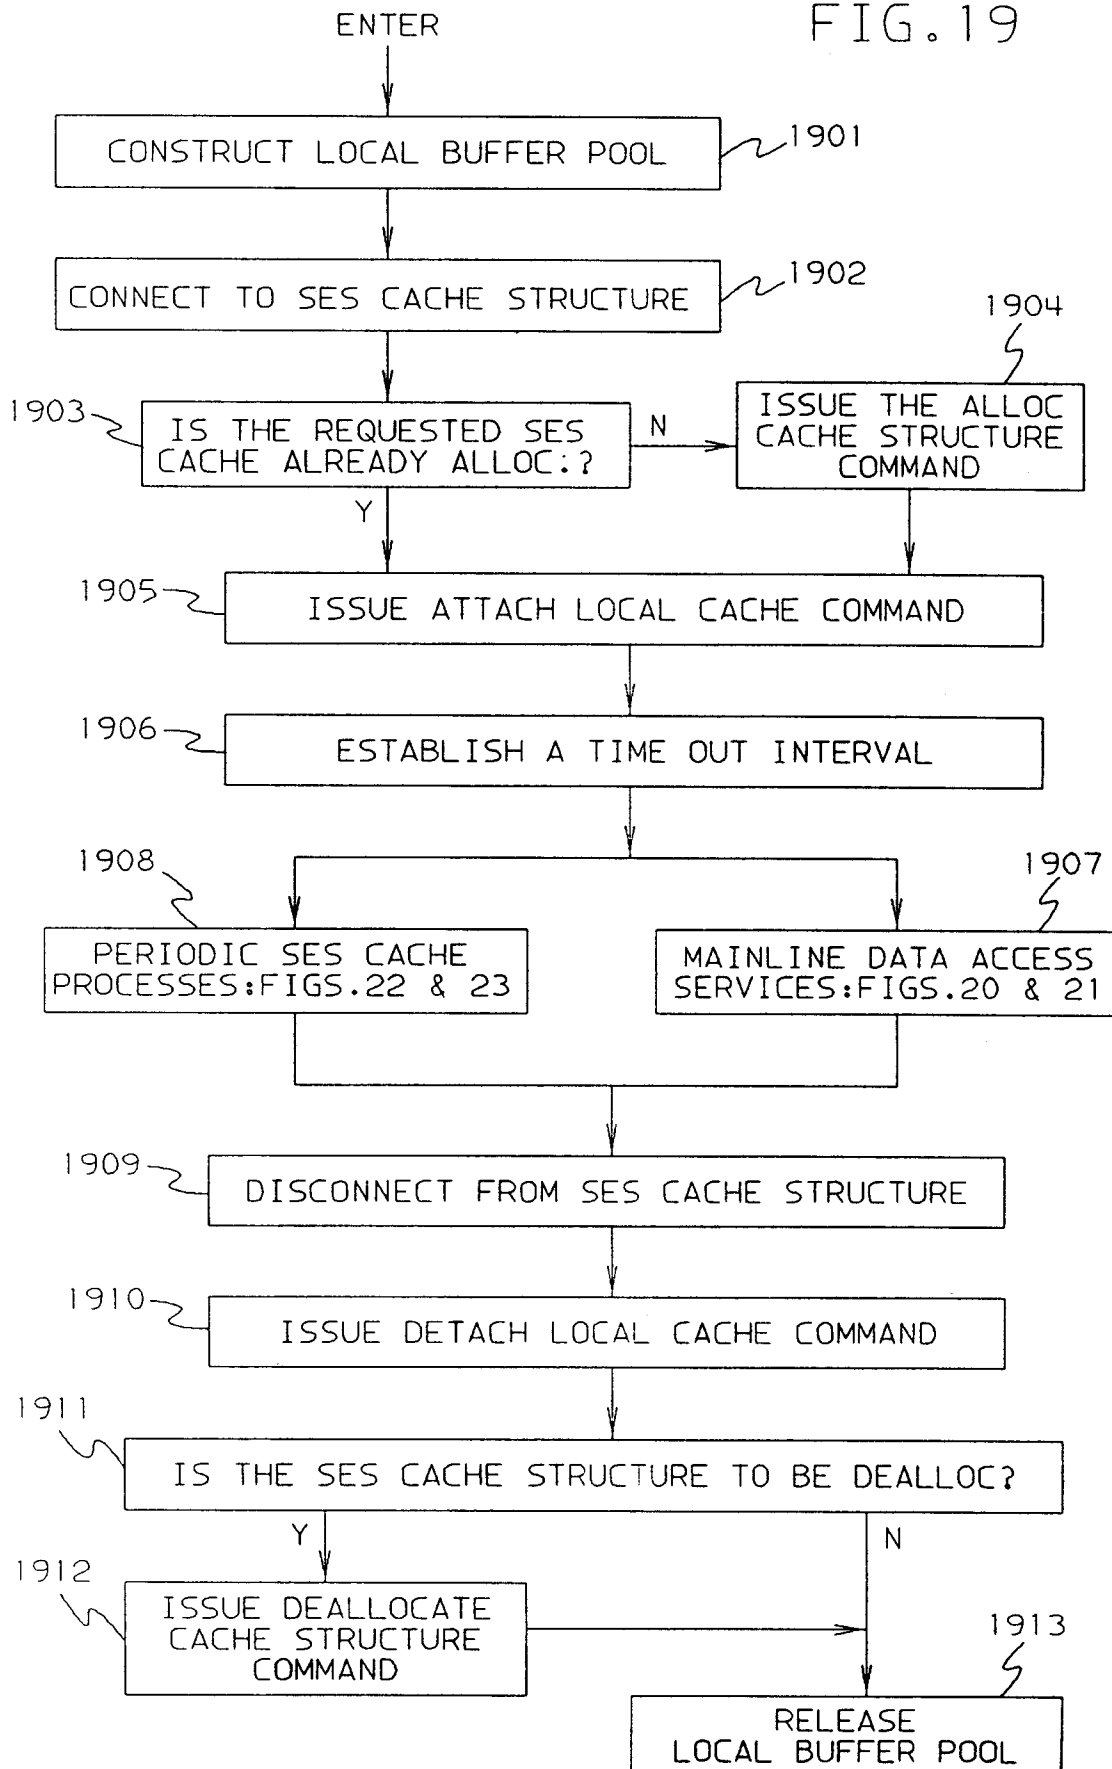 FIG.19
ENTER
CONSTRUCT LOCAL BUFFER POOL
1901
CONNECT TO SES CACHE STRUCTURE
1902
1903
IS THE REQUESTED SES
CACHE ALREADY ALLOC.?
N
Y
1904
ISSUE THE ALLOC
CACHE STRUCTURE
COMMAND
1905
ISSUE ATTACH LOCAL CACHE COMMAND
1906
ESTABLISH A TIME OUT INTERVAL
1908
PERIODIC SES CACHE
PROCESSES:FIGS.22 & 23
1907
MAINLINE DATA ACCESS
SERVICES:FIGS.20 & 21
1909
DISCONNECT FROM SES CACHE STRUCTURE
1910
ISSUE DETACH LOCAL CACHE COMMAND
1911
IS THE SES CACHE STRUCTURE TO BE DEALLOC?
Y
N
1912
ISSUE DEALLOCATE
CACHE STRUCTURE
COMMAND
1913
RELEASE
LOCAL BUFFER POOL